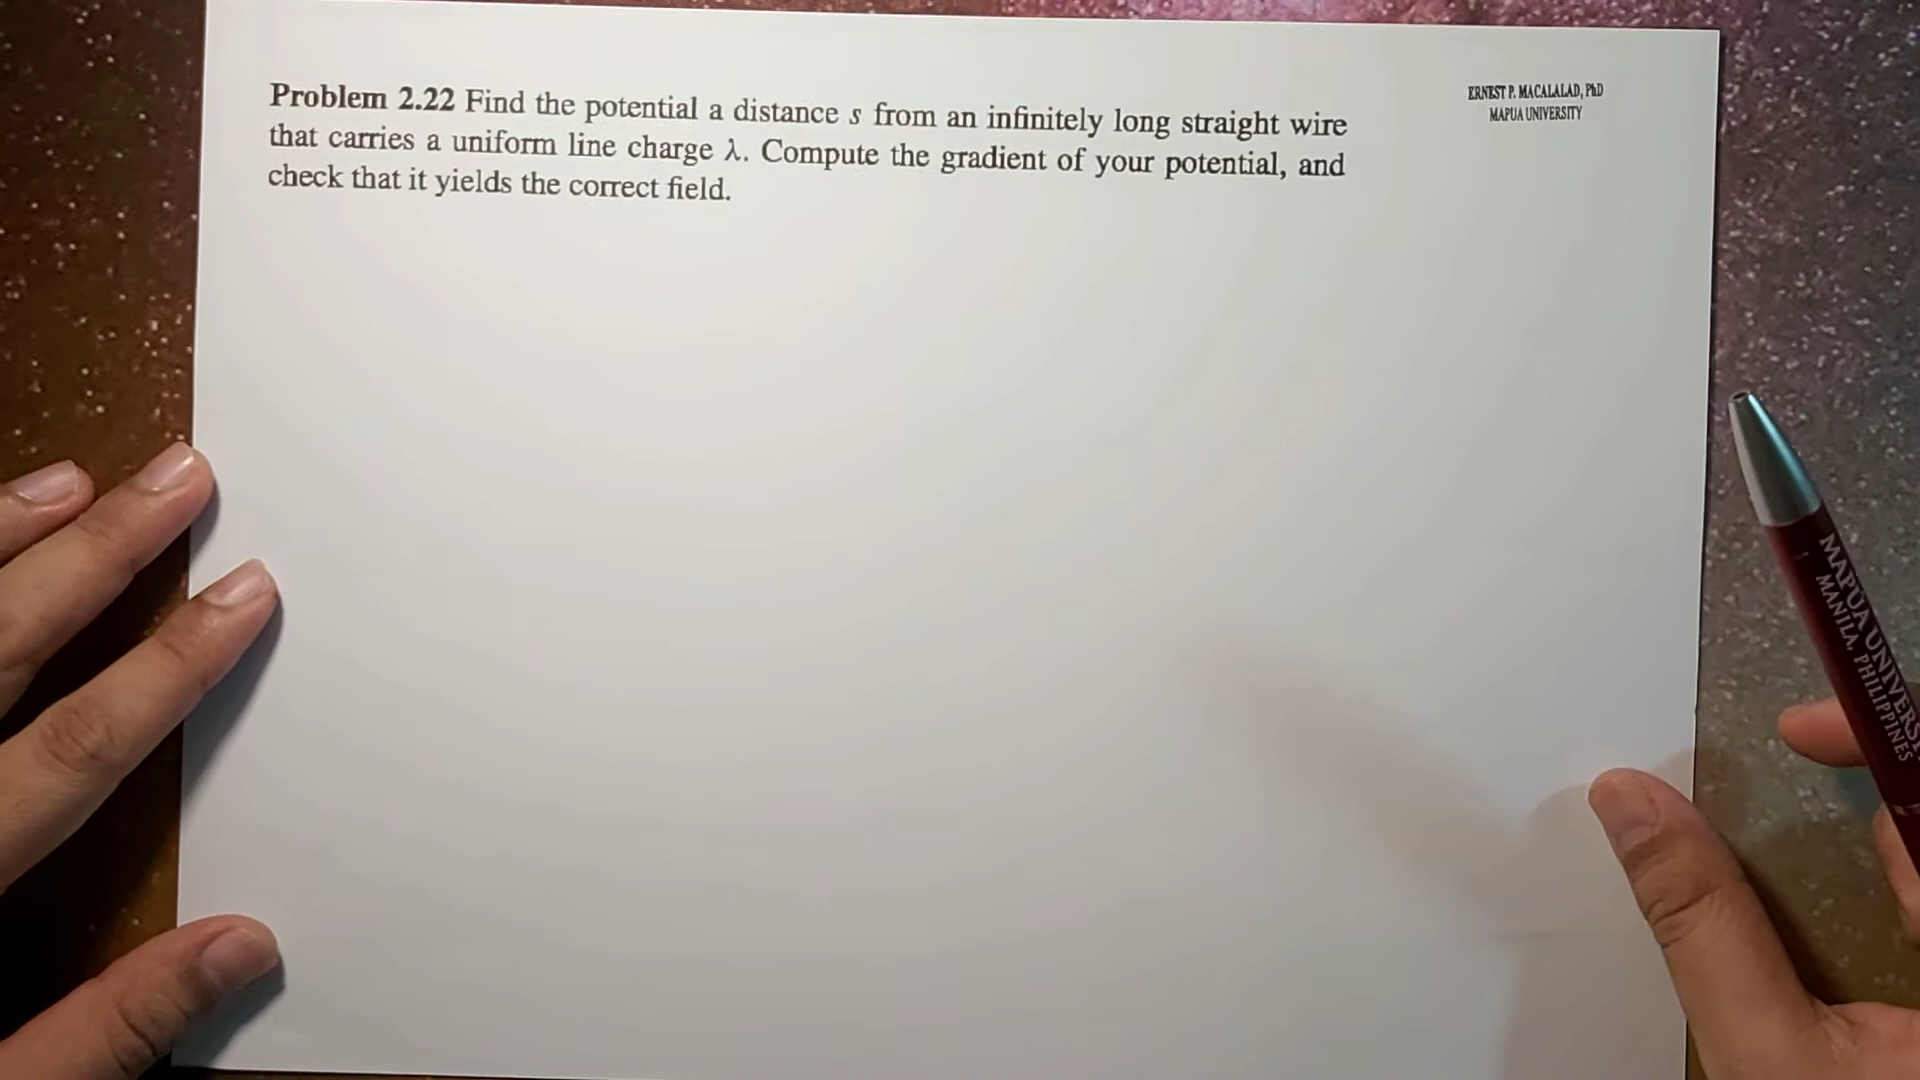 Problem 2.22 Find the potential a distance s from an infinitely long straight wire
that carries a uniform line charge λ. Compute the gradient of your potential, and
check that it yields the correct field.
ERNEST P. MACALALAD, PhD
MAPUA UNIVERSITY
MAPUA UNIVERS
MANILA, PHILIPPINES